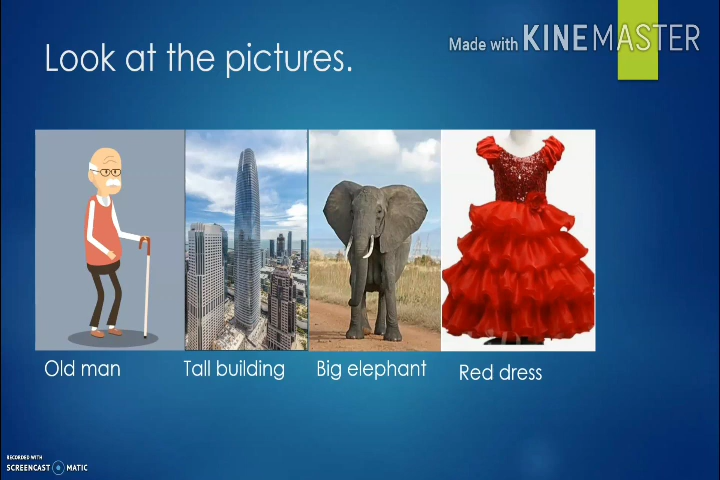 Look at the pictures.
Made with KINEMASTER
Old man
Tall building
Big elephant
Red dress
RECORDED WITH
SCREENCAST MATIC